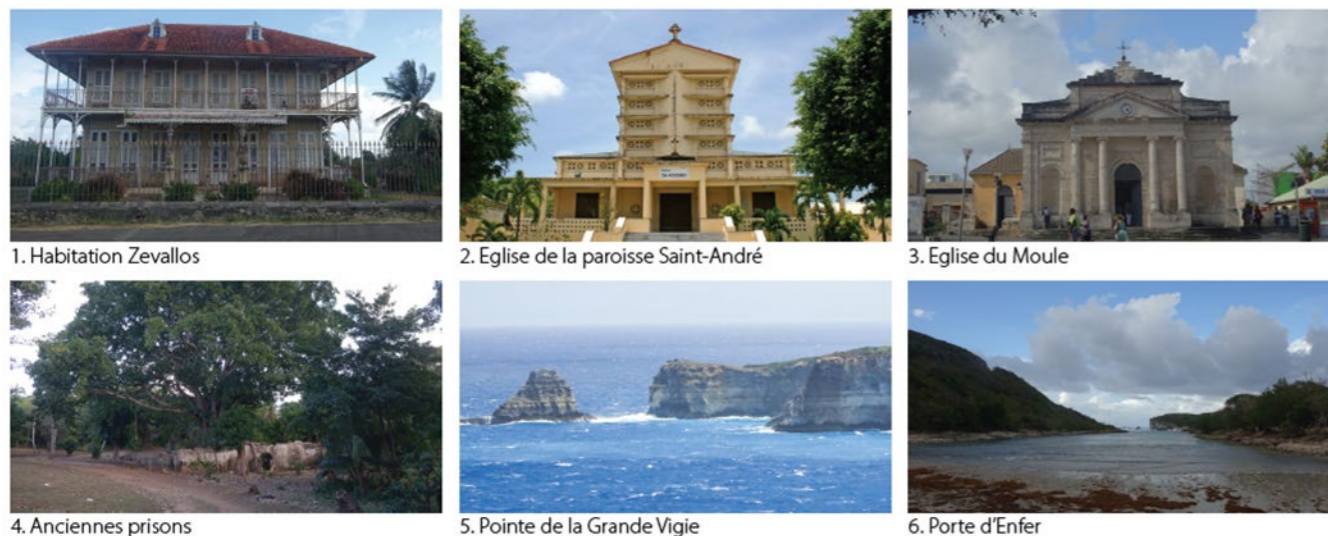 1. Habitation Zevallos
2. Eglise de la paroisse Saint-André
3. Eglise du Moule
4. Anciennes prisons
5. Pointe de la Grande Vigie
6. Porte d'Enfer